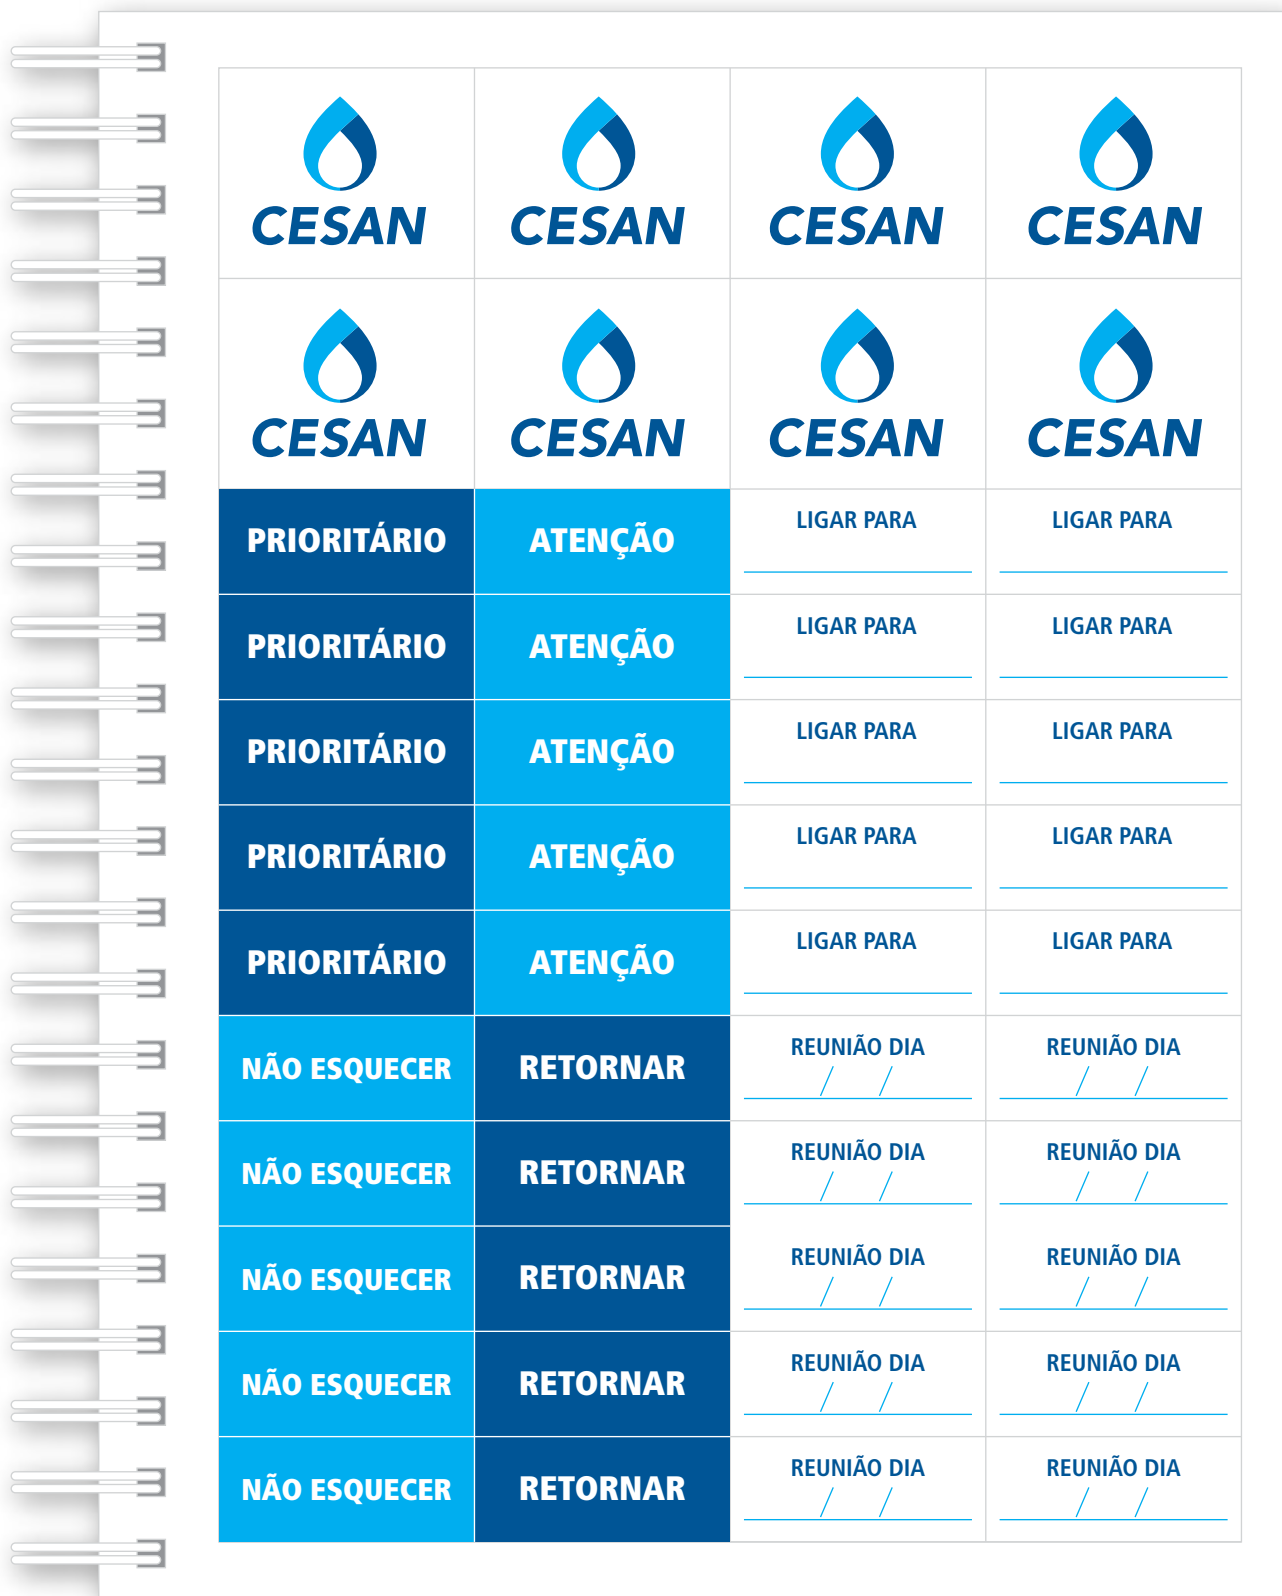 CESAN CESAN CESAN CESAN
CESAN CESAN CESAN CESAN
PRIORITÁRIO ATENÇÃO LIGAR PARA LIGAR PARA
PRIORITÁRIO ATENÇÃO LIGAR PARA LIGAR PARA
PRIORITÁRIO ATENÇÃO LIGAR PARA LIGAR PARA
PRIORITÁRIO ATENÇÃO LIGAR PARA LIGAR PARA
PRIORITÁRIO ATENÇÃO LIGAR PARA LIGAR PARA
NÃO ESQUECER RETORNAR REUNIÃO DIA REUNIÃO DIA
/ / / /
NÃO ESQUECER RETORNAR REUNIÃO DIA REUNIÃO DIA
/ / / /
NÃO ESQUECER RETORNAR REUNIÃO DIA REUNIÃO DIA
/ / / /
NÃO ESQUECER RETORNAR REUNIÃO DIA REUNIÃO DIA
/ / / /
NÃO ESQUECER RETORNAR REUNIÃO DIA REUNIÃO DIA
/ / / /